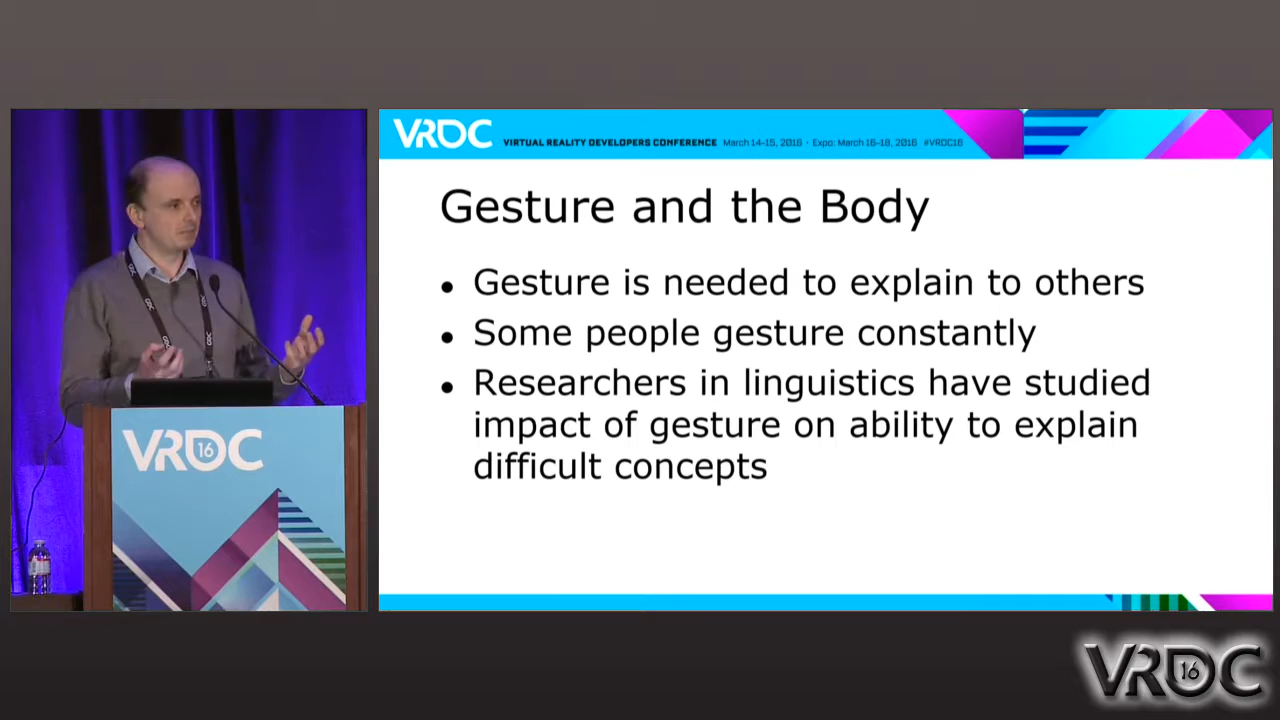 VRDC VIRTUAL REALITY DEVELOPERS CONFERENCE March 14-15, 2016 · Expo: March 16-18, 2016 #VRDC16
Gesture and the Body
• Gesture is needed to explain to others
• Some people gesture constantly
• Researchers in linguistics have studied
impact of gesture on ability to explain
difficult concepts
GDC
GDC
VRDC 16
VRDC 16